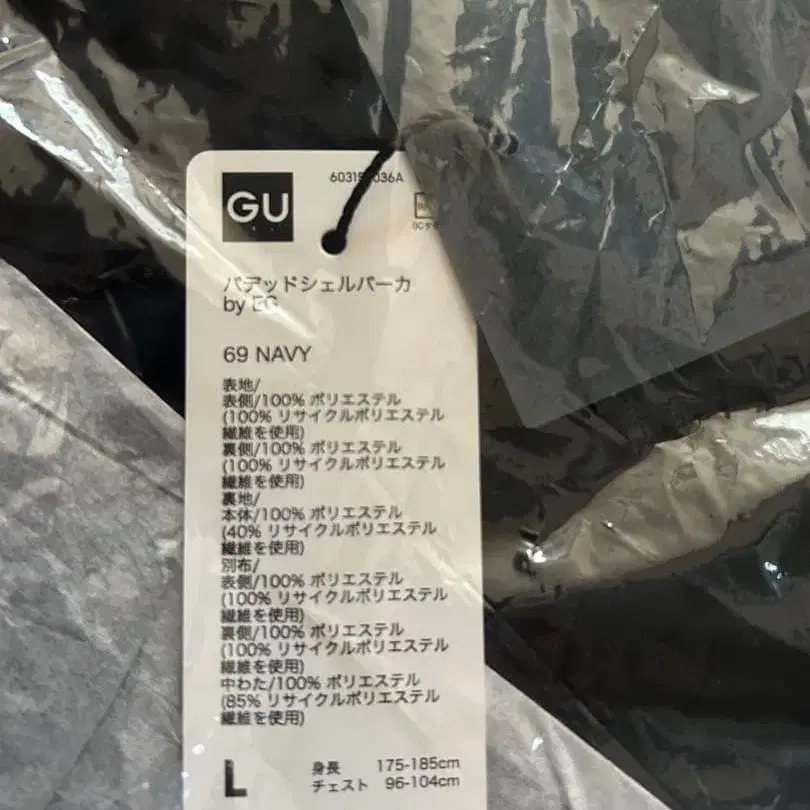 GU
パデッドシェルパーカ
by EG
69 NAVY
表地/
表側/100% ポリエステル
(100% リサイクルポリエステル
繊維を使用)
裏側/100% ポリエステル
(100% リサイクルポリエステル
繊維を使用)
裏地/
本体/100% ポリエステル
(40% リサイクルポリエステル
繊維を使用)
別布/
表側/100% ポリエステル
(100% リサイクルポリエステル
繊維を使用)
裏側/100% ポリエステル
(100% リサイクルポリエステル
繊維を使用)
中わた/100% ポリエステル
(85% リサイクルポリエステル
繊維を使用)
L
身長 175-185cm
チェスト 96-104cm